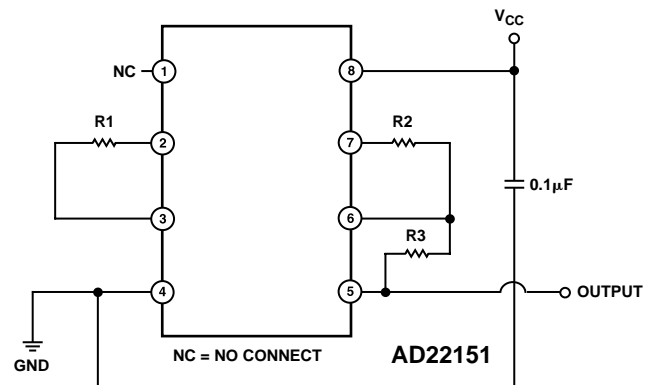 VCC
NC
1
8
R1
2
7
R2
0.1μF
3
6
R3
4
5
OUTPUT
GND
NC = NO CONNECT
AD22151